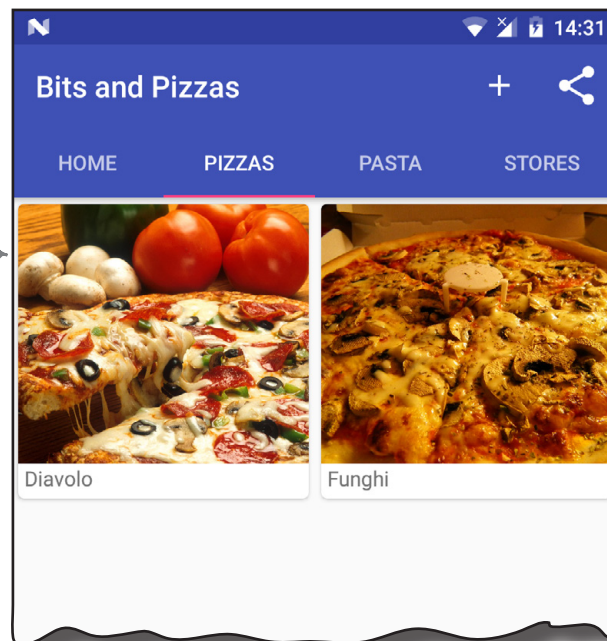 14:31
Bits and Pizzas
HOME PIZZAS PASTA STORES
Diavolo Funghi